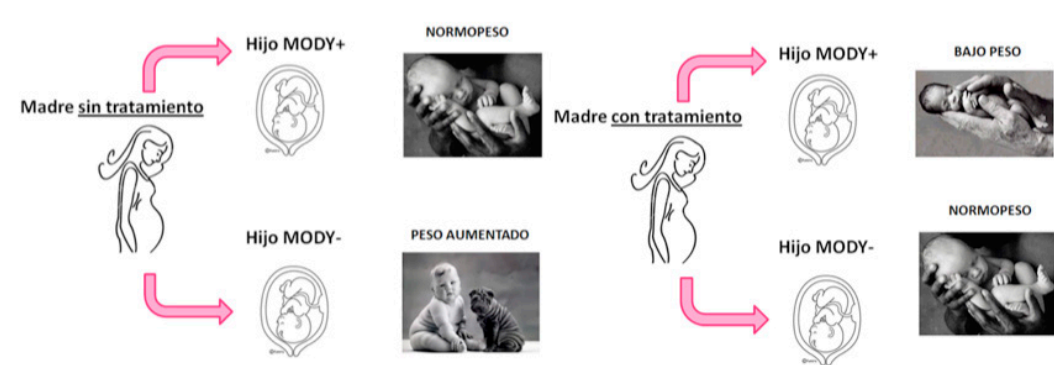 Hijo MODY+
NORMOPESO
Madre sin tratamiento
Hijo MODY-
PESO AUMENTADO
Hijo MODY+
BAJO PESO
Madre con tratamiento
NORMOPESO
Hijo MODY-